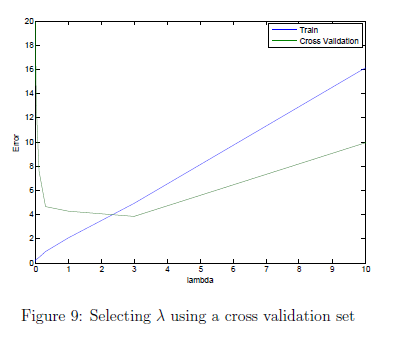 20
18
16
14
12
10
8
6
4
2
0
Error
Train
Cross Validation
0 1 2 3 4 5 6 7 8 9 10
lambda
Figure 9: Selecting λ using a cross validation set